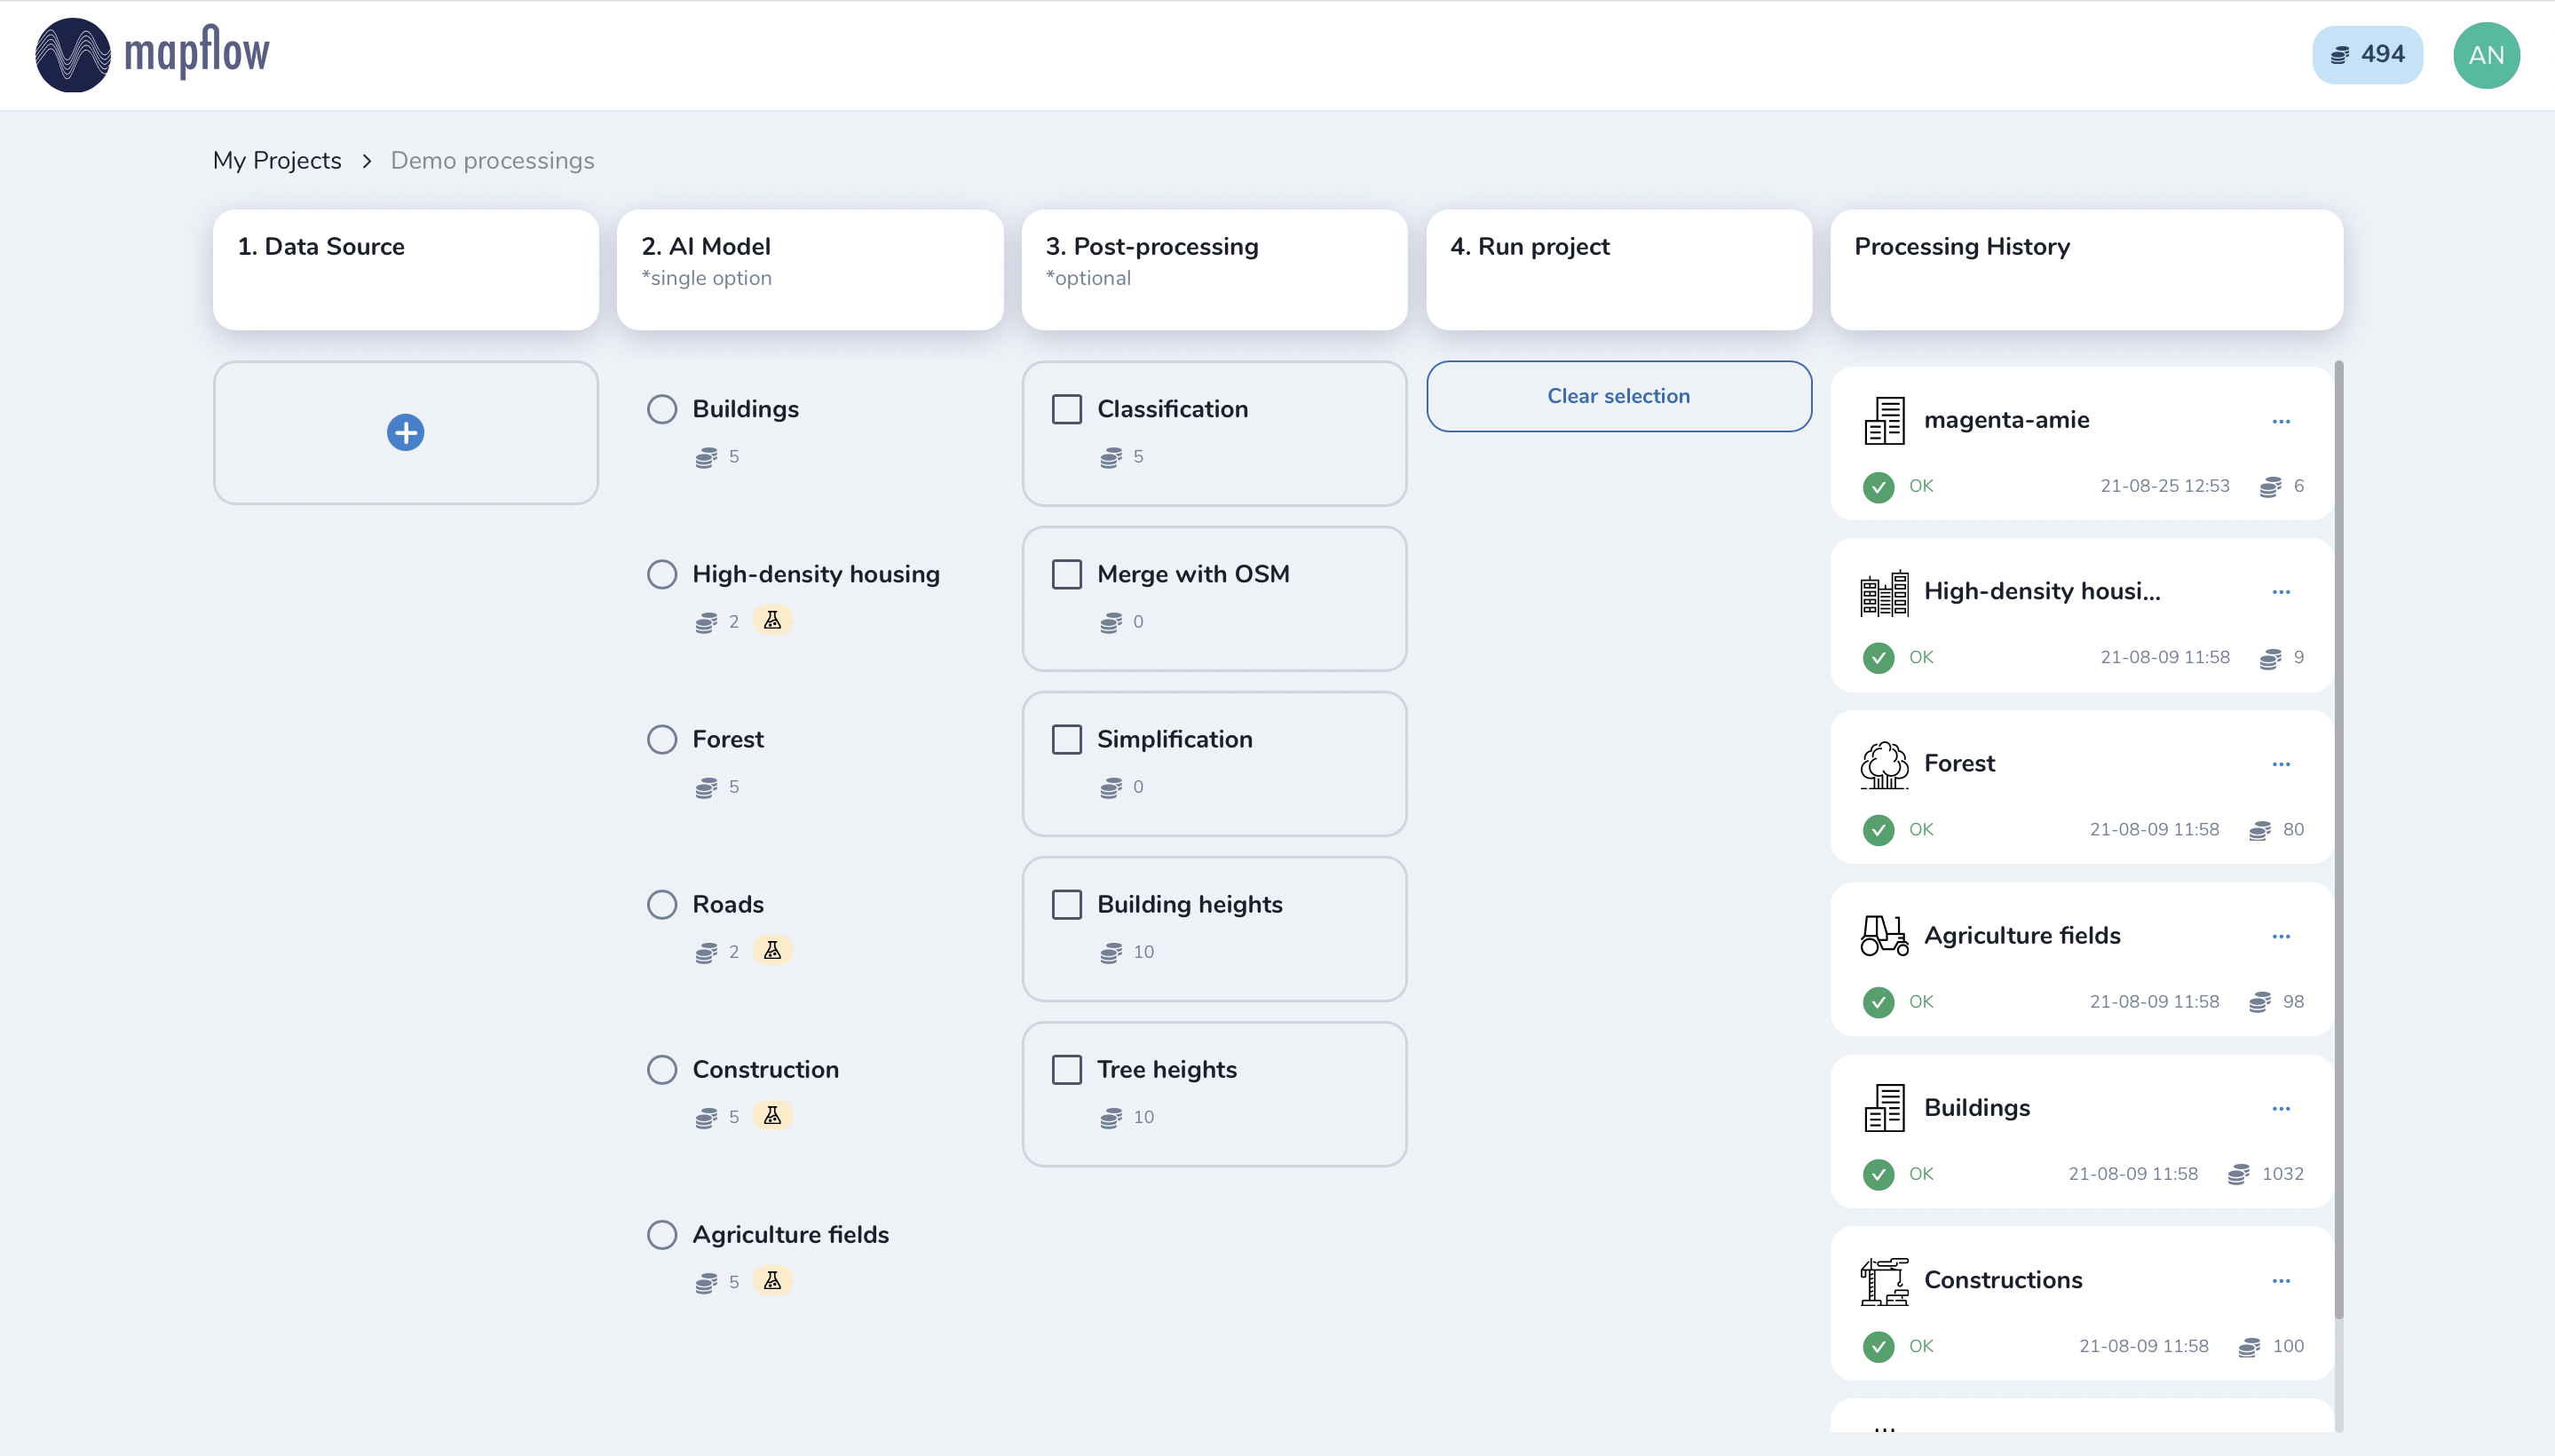 mapflow
494
AN
My Projects > Demo processings
1. Data Source
2. AI Model
*single option
3. Post-processing
*optional
4. Run project
Processing History
Buildings
5
High-density housing
2
Forest
5
Roads
2
Construction
5
Agriculture fields
5
Classification
5
Merge with OSM
0
Simplification
0
Building heights
10
Tree heights
10
Clear selection
magenta-amie
OK 21-08-25 12:53 6
High-density housi...
OK 21-08-09 11:58 9
Forest
OK 21-08-09 11:58 80
Agriculture fields
OK 21-08-09 11:58 98
Buildings
OK 21-08-09 11:58 1032
Constructions
OK 21-08-09 11:58 100